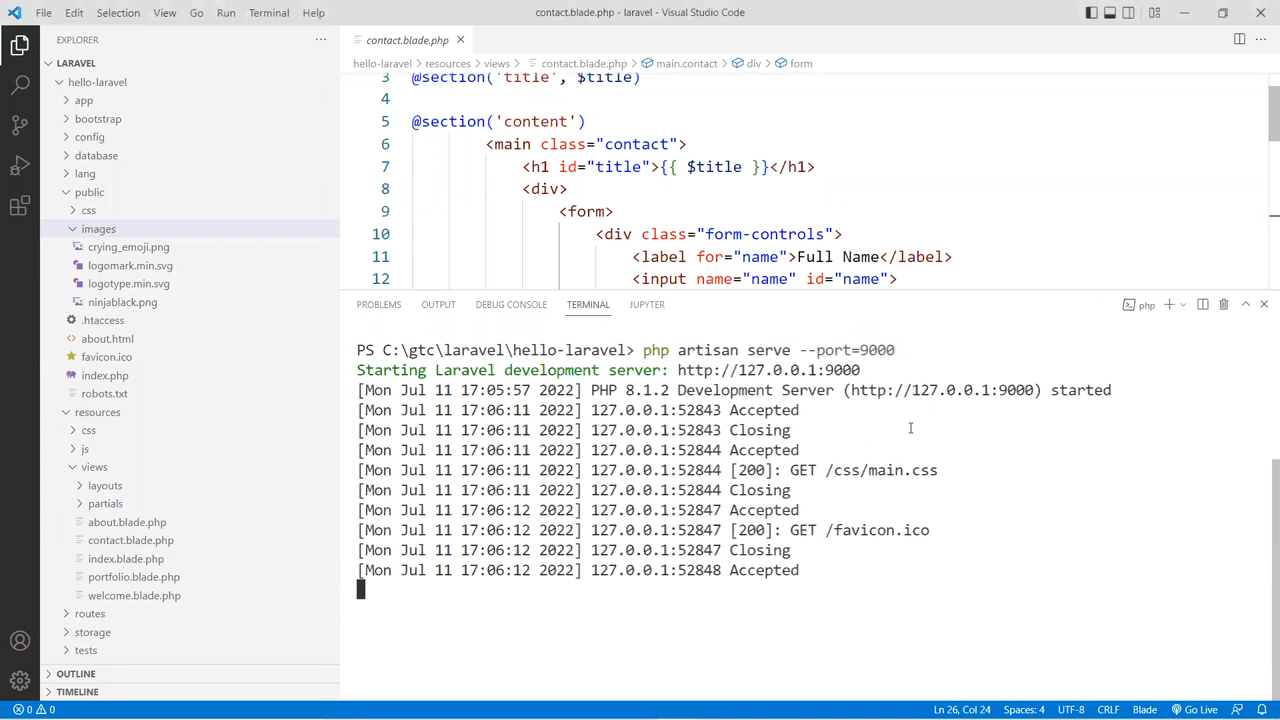 File Edit Selection View Go Run Terminal Help
contact.blade.php - laravel - Visual Studio Code
EXPLORER
LARAVEL
hello-laravel
app
bootstrap
config
database
lang
public
css
images
crying_emoji.png
logomark.min.svg
logotype.min.svg
ninjablack.png
.htaccess
about.html
favicon.ico
index.php
robots.txt
resources
css
js
views
layouts
partials
about.blade.php
contact.blade.php
index.blade.php
portfolio.blade.php
welcome.blade.php
routes
storage
tests
OUTLINE
TIMELINE
contact.blade.php
hello-laravel > resources > views > contact.blade.php > main.contact > div > form
3 @section('title', $title)
4
5 @section('content')
6 <main class="contact">
7 <h1 id="title">{{ $title }}</h1>
8 <div>
9 <form>
10 <div class="form-controls">
11 <label for="name">Full Name</label>
12 <input name="name" id="name">
PROBLEMS OUTPUT DEBUG CONSOLE TERMINAL JUPYTER
php
PS C:\gtc\laravel\hello-laravel> php artisan serve --port=9000
Starting Laravel development server: http://127.0.0.1:9000
[Mon Jul 11 17:05:57 2022] PHP 8.1.2 Development Server (http://127.0.0.1:9000) started
[Mon Jul 11 17:06:11 2022] 127.0.0.1:52843 Accepted
[Mon Jul 11 17:06:11 2022] 127.0.0.1:52843 Closing
[Mon Jul 11 17:06:11 2022] 127.0.0.1:52844 Accepted
[Mon Jul 11 17:06:11 2022] 127.0.0.1:52844 [200]: GET /css/main.css
[Mon Jul 11 17:06:11 2022] 127.0.0.1:52844 Closing
[Mon Jul 11 17:06:12 2022] 127.0.0.1:52847 Accepted
[Mon Jul 11 17:06:12 2022] 127.0.0.1:52847 [200]: GET /favicon.ico
[Mon Jul 11 17:06:12 2022] 127.0.0.1:52847 Closing
[Mon Jul 11 17:06:12 2022] 127.0.0.1:52848 Accepted
0 0 Ln 26, Col 24 Spaces: 4 UTF-8 CRLF Blade Go Live